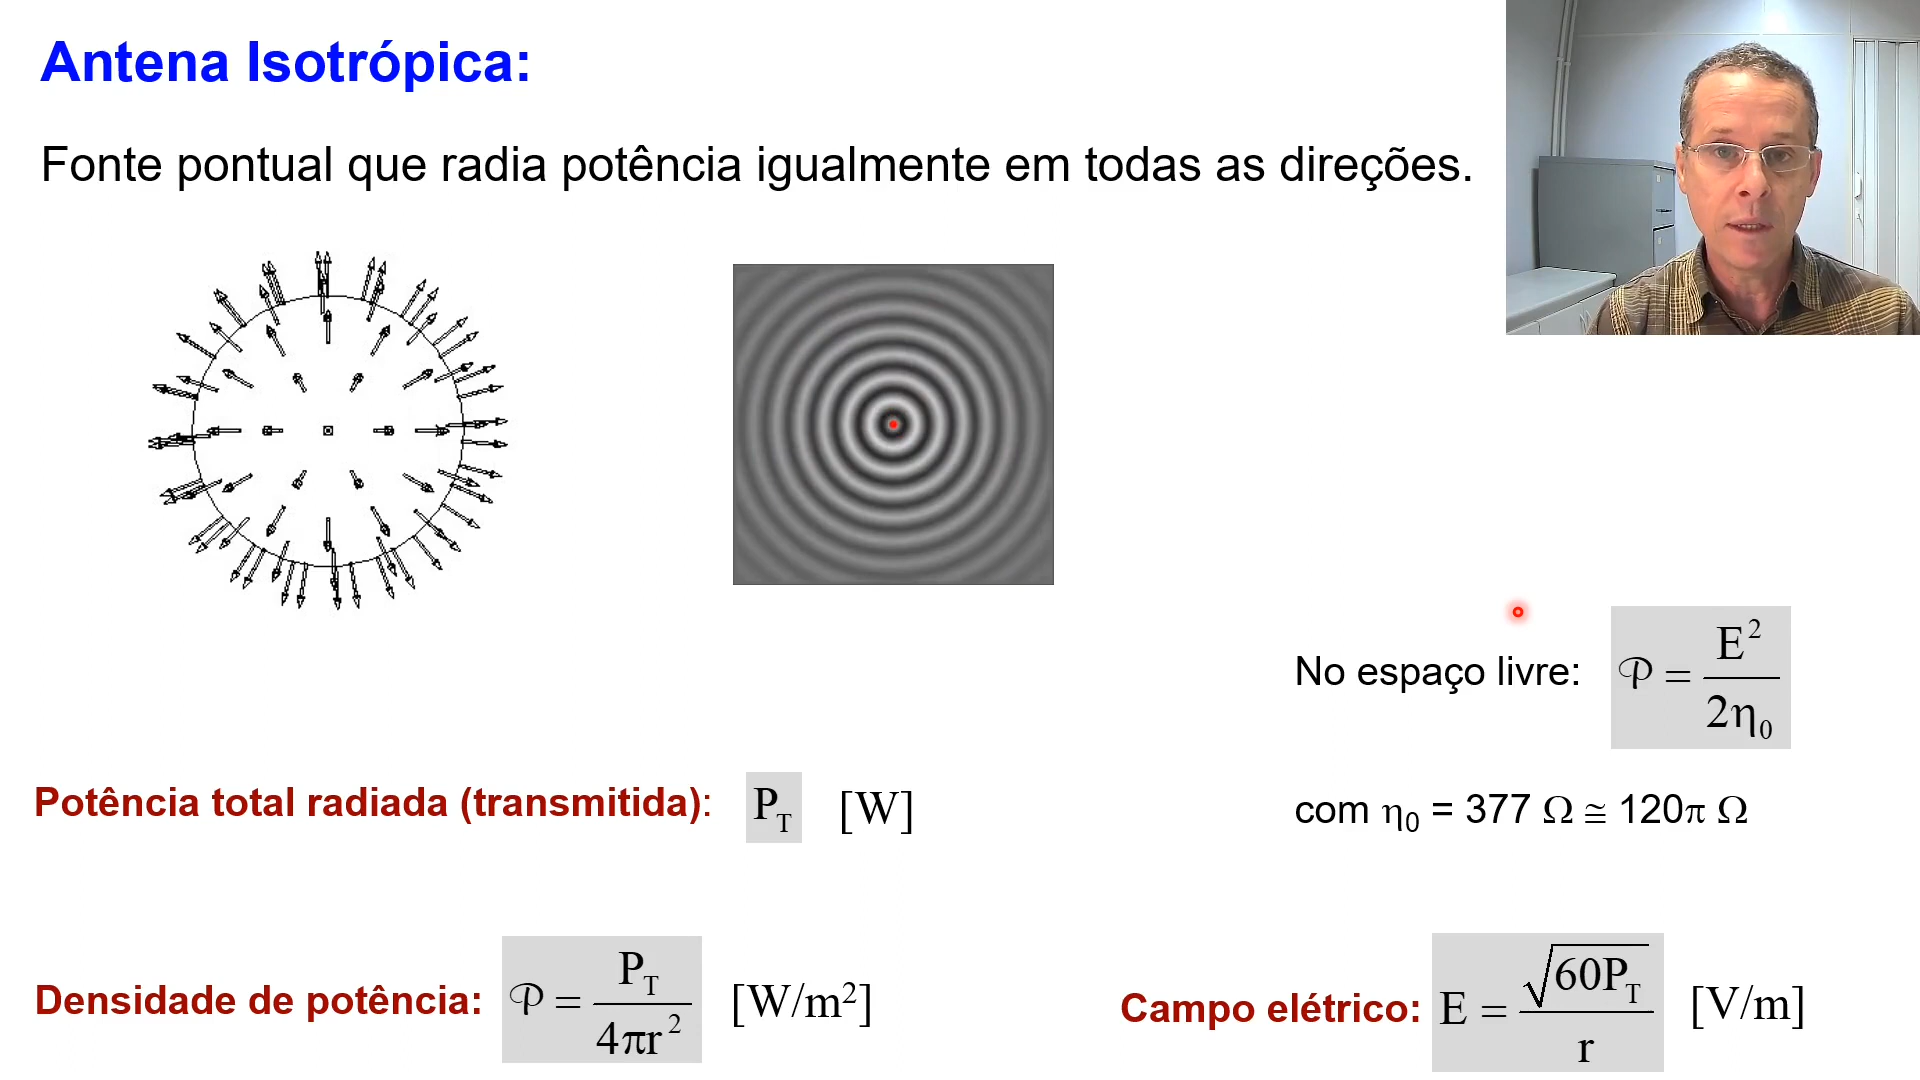 Antena Isotrópica:
Fonte pontual que radia potência igualmente em todas as direções.
No espaço livre: 𝒫 = E² / 2η₀
Potência total radiada (transmitida): P_T [W]
com η₀ = 377 Ω ≅ 120π Ω
Densidade de potência: 𝒫 = P_T / 4πr² [W/m²]
Campo elétrico: E = √60P_T / r [V/m]